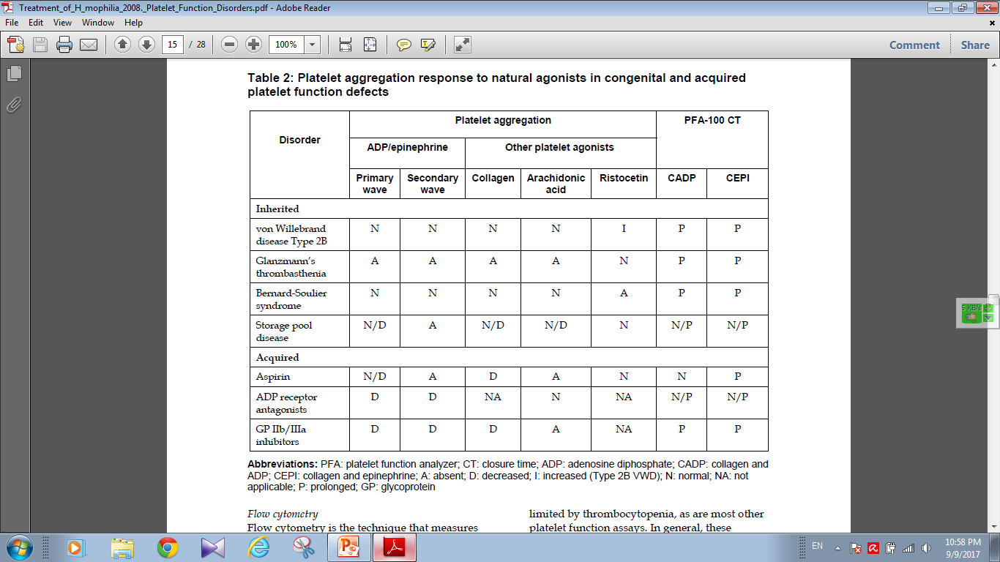 Treatment_of_H_mophilia_2008._Platelet_Function_Disorders.pdf - Adobe Reader
File Edit View Window Help
15 / 28 100% Comment Share
Table 2: Platelet aggregation response to natural agonists in congenital and acquired
platelet function defects
Disorder Platelet aggregation PFA-100 CT
ADP/epinephrine Other platelet agonists
Primary wave Secondary wave Collagen Arachidonic acid Ristocetin CADP CEPI
Inherited
von Willebrand disease Type 2B N N N N I P P
Glanzmann's thrombasthenia A A A A N P P
Bernard-Soulier syndrome N N N N A P P
Storage pool disease N/D A N/D N/D N N/P N/P
Acquired
Aspirin N/D A D A N N P
ADP receptor antagonists D D NA N NA N/P N/P
GP IIb/IIIa inhibitors D D D A NA P P
Abbreviations: PFA: platelet function analyzer; CT: closure time; ADP: adenosine diphosphate; CADP: collagen and
ADP; CEPI: collagen and epinephrine; A: absent; D: decreased; I: increased (Type 2B VWD); N: normal; NA: not
applicable; P: prolonged; GP: glycoprotein
Flow cytometry
Flow cytometry is the technique that measures
limited by thrombocytopenia, as are most other
platelet function assays. In general, these
EN
10:58 PM
9/9/2017